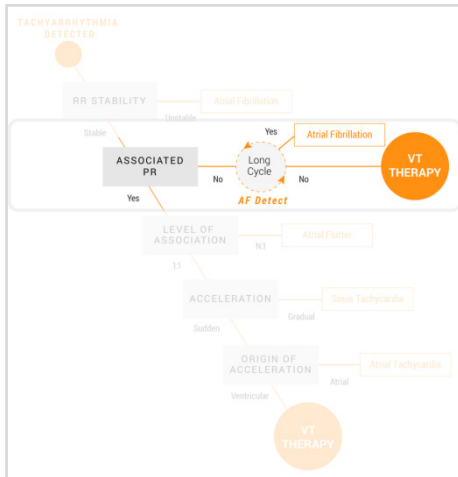 TACHYARRHYTHMIA
DETECTED
RR STABILITY
Atrial Fibrillation
Stable
Unstable
Yes
Atrial Fibrillation
ASSOCIATED
PR
No
Long
Cycle
No
VT
THERAPY
AF Detect
Yes
LEVEL OF
ASSOCIATION
Atrial Flutter
N:1
1:1
ACCELERATION
Sinus Tachycardia
Sudden
Gradual
ORIGIN OF
ACCELERATION
Atrial Tachycardia
Atrial
Ventricular
VT
THERAPY